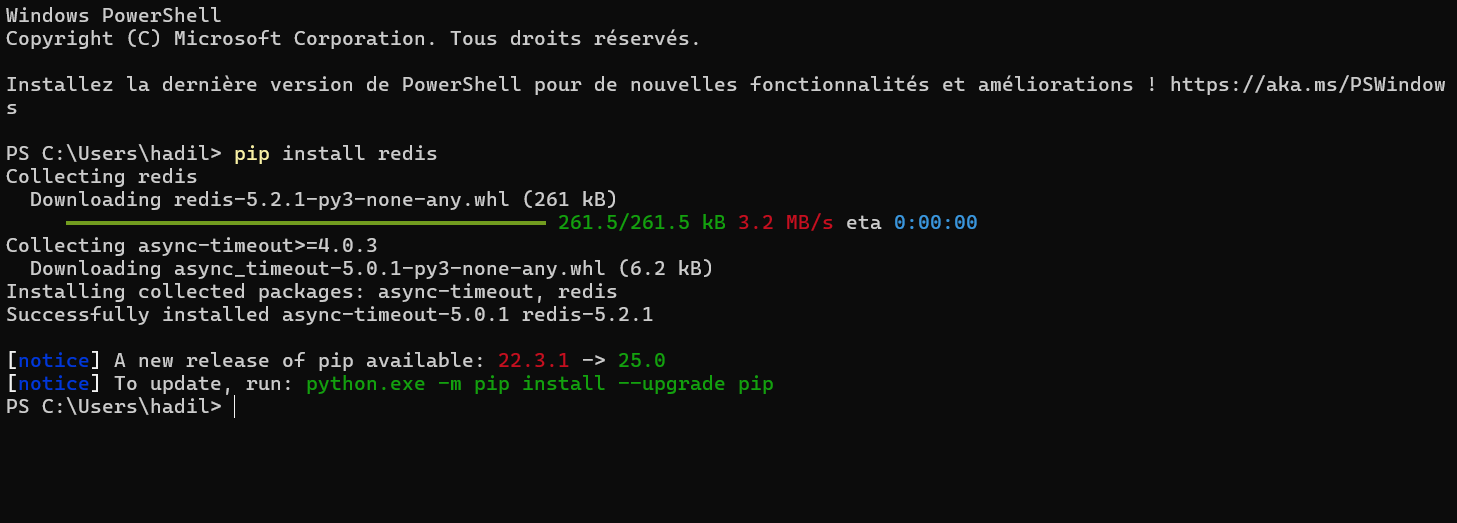 Windows PowerShell
Copyright (C) Microsoft Corporation. Tous droits réservés.
Installez la dernière version de PowerShell pour de nouvelles fonctionnalités et améliorations ! https://aka.ms/PSWindow
s
PS C:\Users\hadil> pip install redis
Collecting redis
  Downloading redis-5.2.1-py3-none-any.whl (261 kB)
     261.5/261.5 kB 3.2 MB/s eta 0:00:00
Collecting async-timeout>=4.0.3
  Downloading async_timeout-5.0.1-py3-none-any.whl (6.2 kB)
Installing collected packages: async-timeout, redis
Successfully installed async-timeout-5.0.1 redis-5.2.1
[notice] A new release of pip available: 22.3.1 -> 25.0
[notice] To update, run: python.exe -m pip install --upgrade pip
PS C:\Users\hadil>